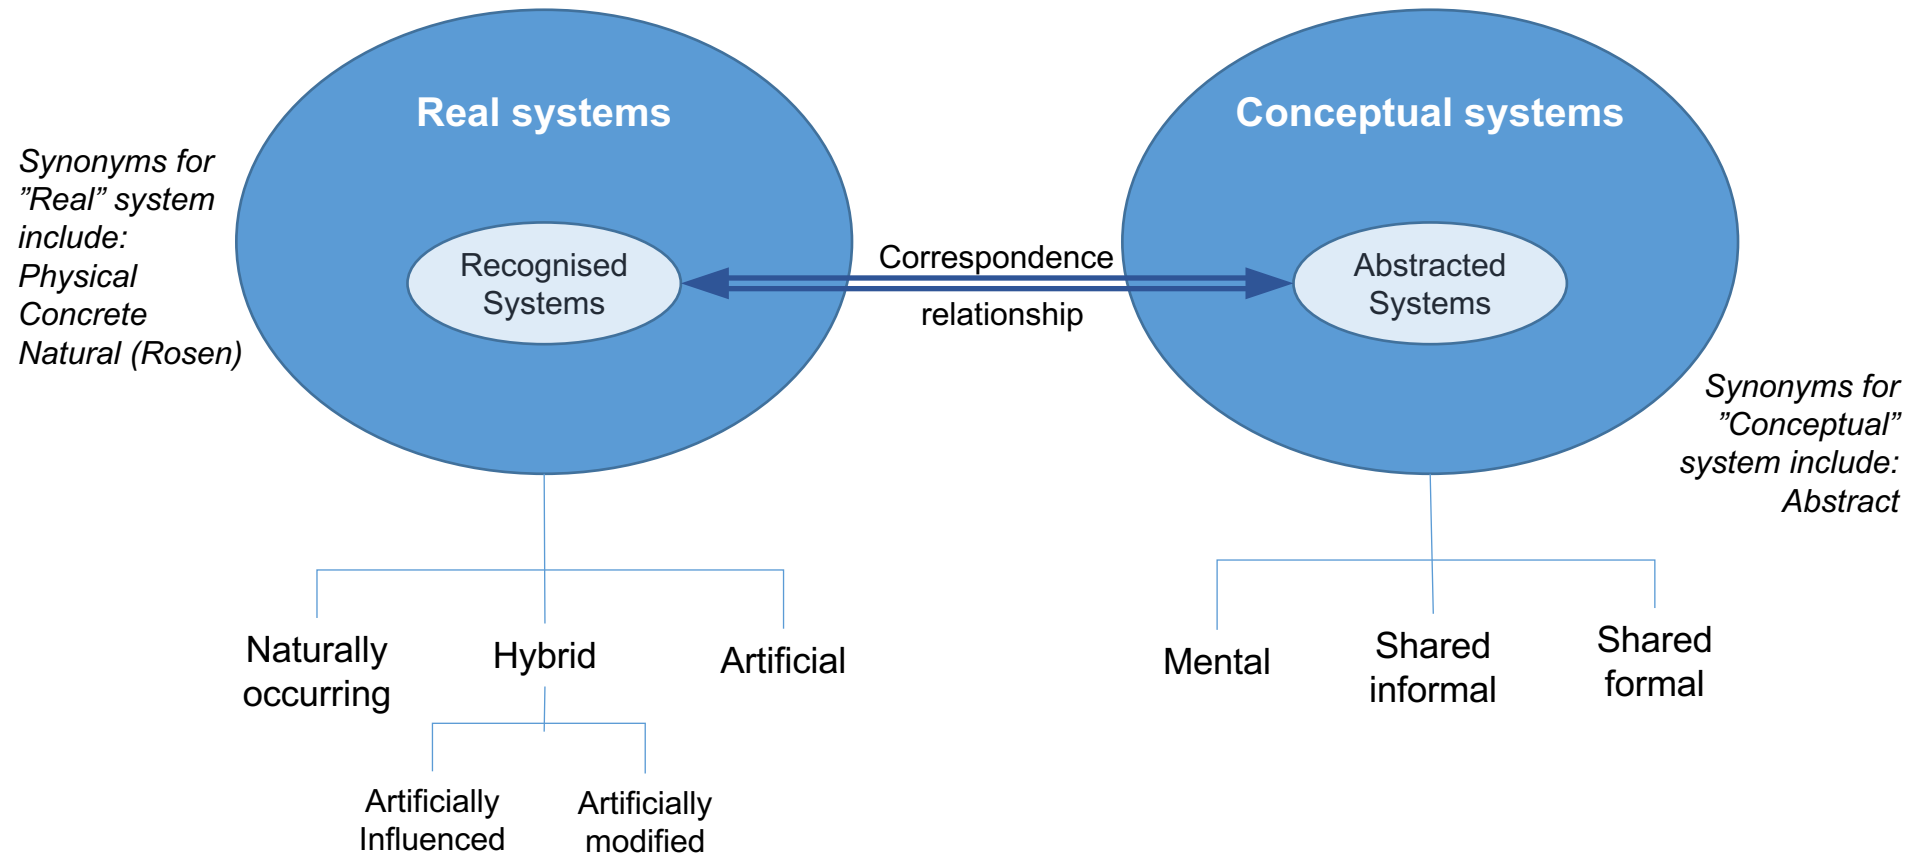 Real systems
Conceptual systems
Synonyms for
”Real” system
include:
Physical
Concrete
Natural (Rosen)
Recognised
Systems
Correspondence
relationship
Abstracted
Systems
Synonyms for
”Conceptual”
system include:
Abstract
Naturally
occurring
Hybrid
Artificial
Artificially
Influenced
Artificially
modified
Mental
Shared
informal
Shared
formal